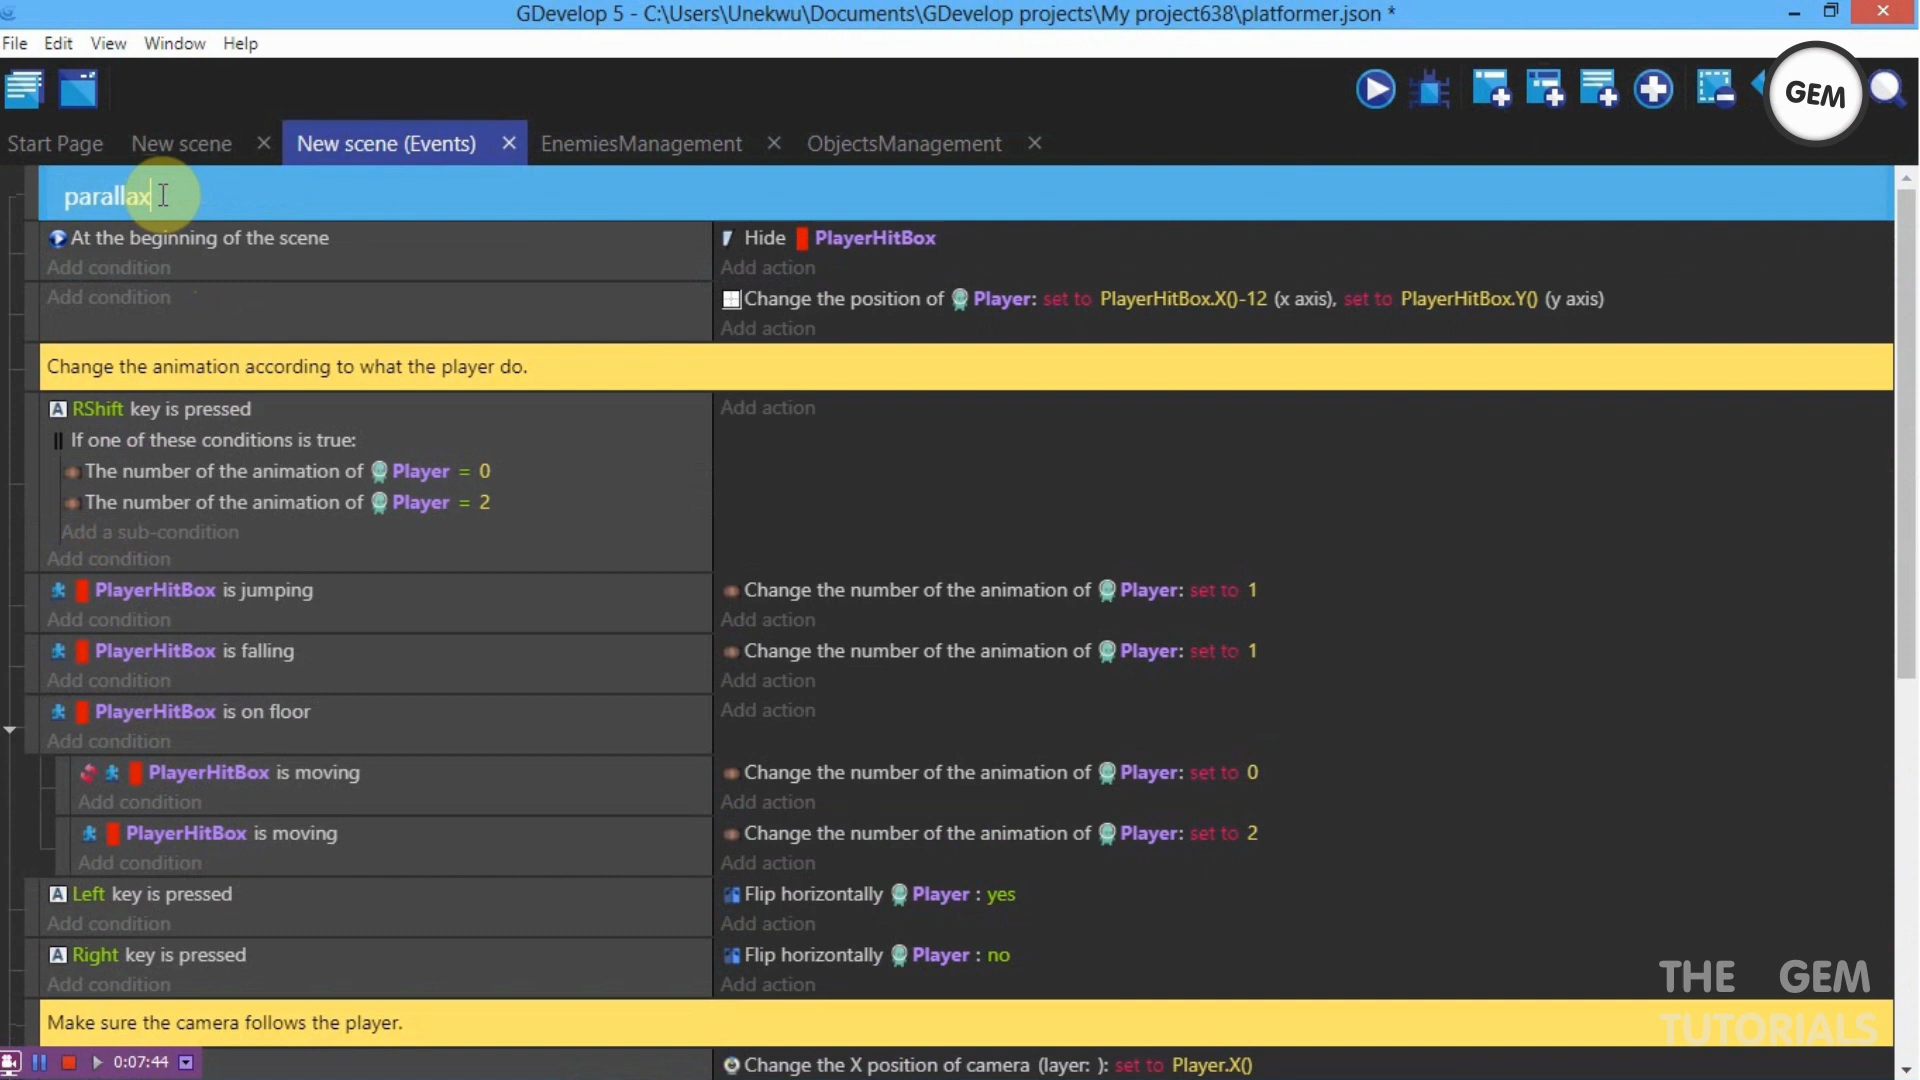 GDevelop 5 - C:\Users\Unekwu\Documents\GDevelop projects\My project638\platformer.json *
File Edit View Window Help
GEM
Start Page New scene New scene (Events) EnemiesManagement ObjectsManagement
parallax
At the beginning of the scene Hide PlayerHitBox
Add condition Add action
Add condition Change the position of Player: set to PlayerHitBox.X()-12 (x axis), set to PlayerHitBox.Y() (y axis)
Add action
Change the animation according to what the player do.
RShift key is pressed Add action
If one of these conditions is true:
The number of the animation of Player = 0
The number of the animation of Player = 2
Add a sub-condition
Add condition
PlayerHitBox is jumping Change the number of the animation of Player: set to 1
Add condition Add action
PlayerHitBox is falling Change the number of the animation of Player: set to 1
Add condition Add action
PlayerHitBox is on floor Add action
Add condition
PlayerHitBox is moving Change the number of the animation of Player: set to 0
Add condition Add action
PlayerHitBox is moving Change the number of the animation of Player: set to 2
Add condition Add action
Left key is pressed Flip horizontally Player : yes
Add condition Add action
Right key is pressed Flip horizontally Player : no
Add condition Add action
THE GEM
TUTORIALS
Make sure the camera follows the player.
0:07:44 Change the X position of camera (layer: ): set to Player.X()